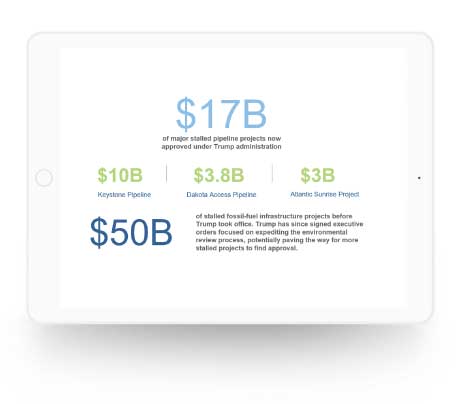 $17B
of major stalled pipeline projects now
approved under Trump administration
$10B
$3.8B
$3B
Keystone Pipeline
Dakota Access Pipeline
Atlantic Sunrise Project
$50B
of stalled fossil-fuel infrastructure projects before
Trump took office. Trump has since signed executive
orders focused on expediting the environmental
review process, potentially paving the way for more
stalled projects to find approval.